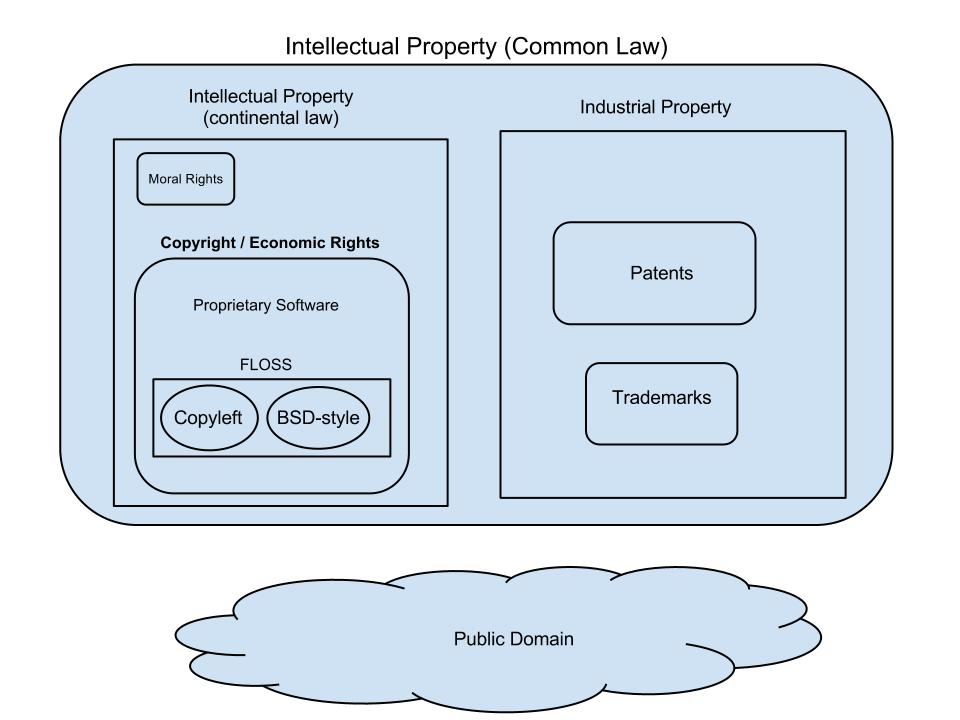 Intellectual Property (Common Law)
Intellectual Property
(continental law)
Industrial Property
Moral Rights
Copyright / Economic Rights
Proprietary Software
FLOSS
Copyleft
BSD-style
Patents
Trademarks
Public Domain